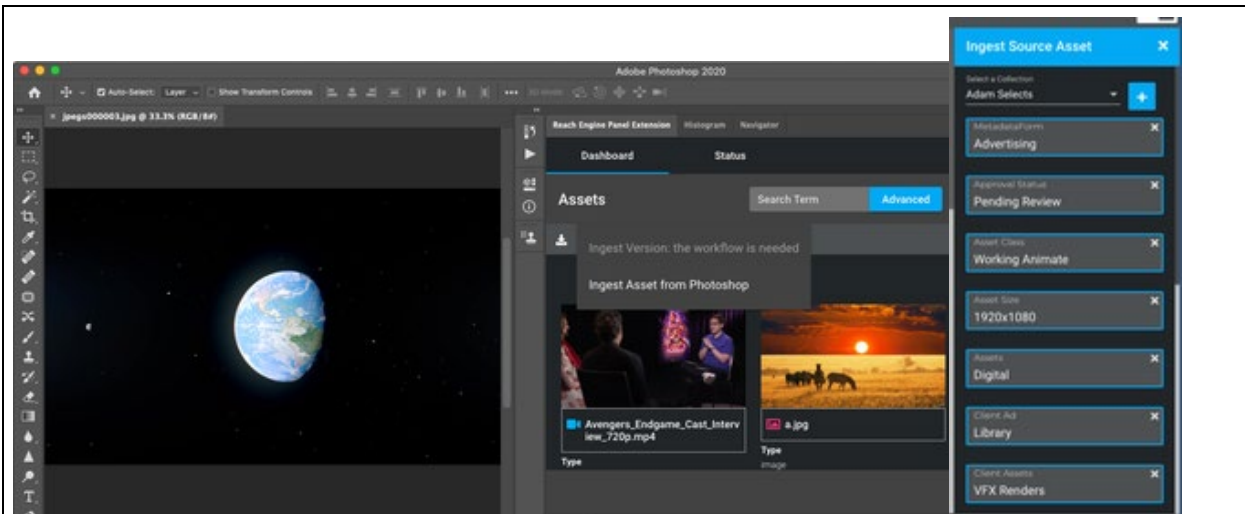 Adobe Photoshop 2020
Auto-Select: Layer Show Transform Controls
× jpegs000003.jpg @ 33.3% (RGB/8#)
Reach Engine Panel Extension Histogram Navigator
Dashboard Status
Assets Search Term Advanced
Ingest Version: the workflow is needed
Ingest Asset from Photoshop
Avengers_Endgame_Cast_Interv
iew_720p.mp4
Type
a.jpg
Type
image
Ingest Source Asset ×
Select a Collection
Adam Selects
MetadataForm
Advertising
Approval Status
Pending Review
Asset Class
Working Animate
Asset Size
1920x1080
Assets
Digital
Client Ad
Library
Client Assets
VFX Renders